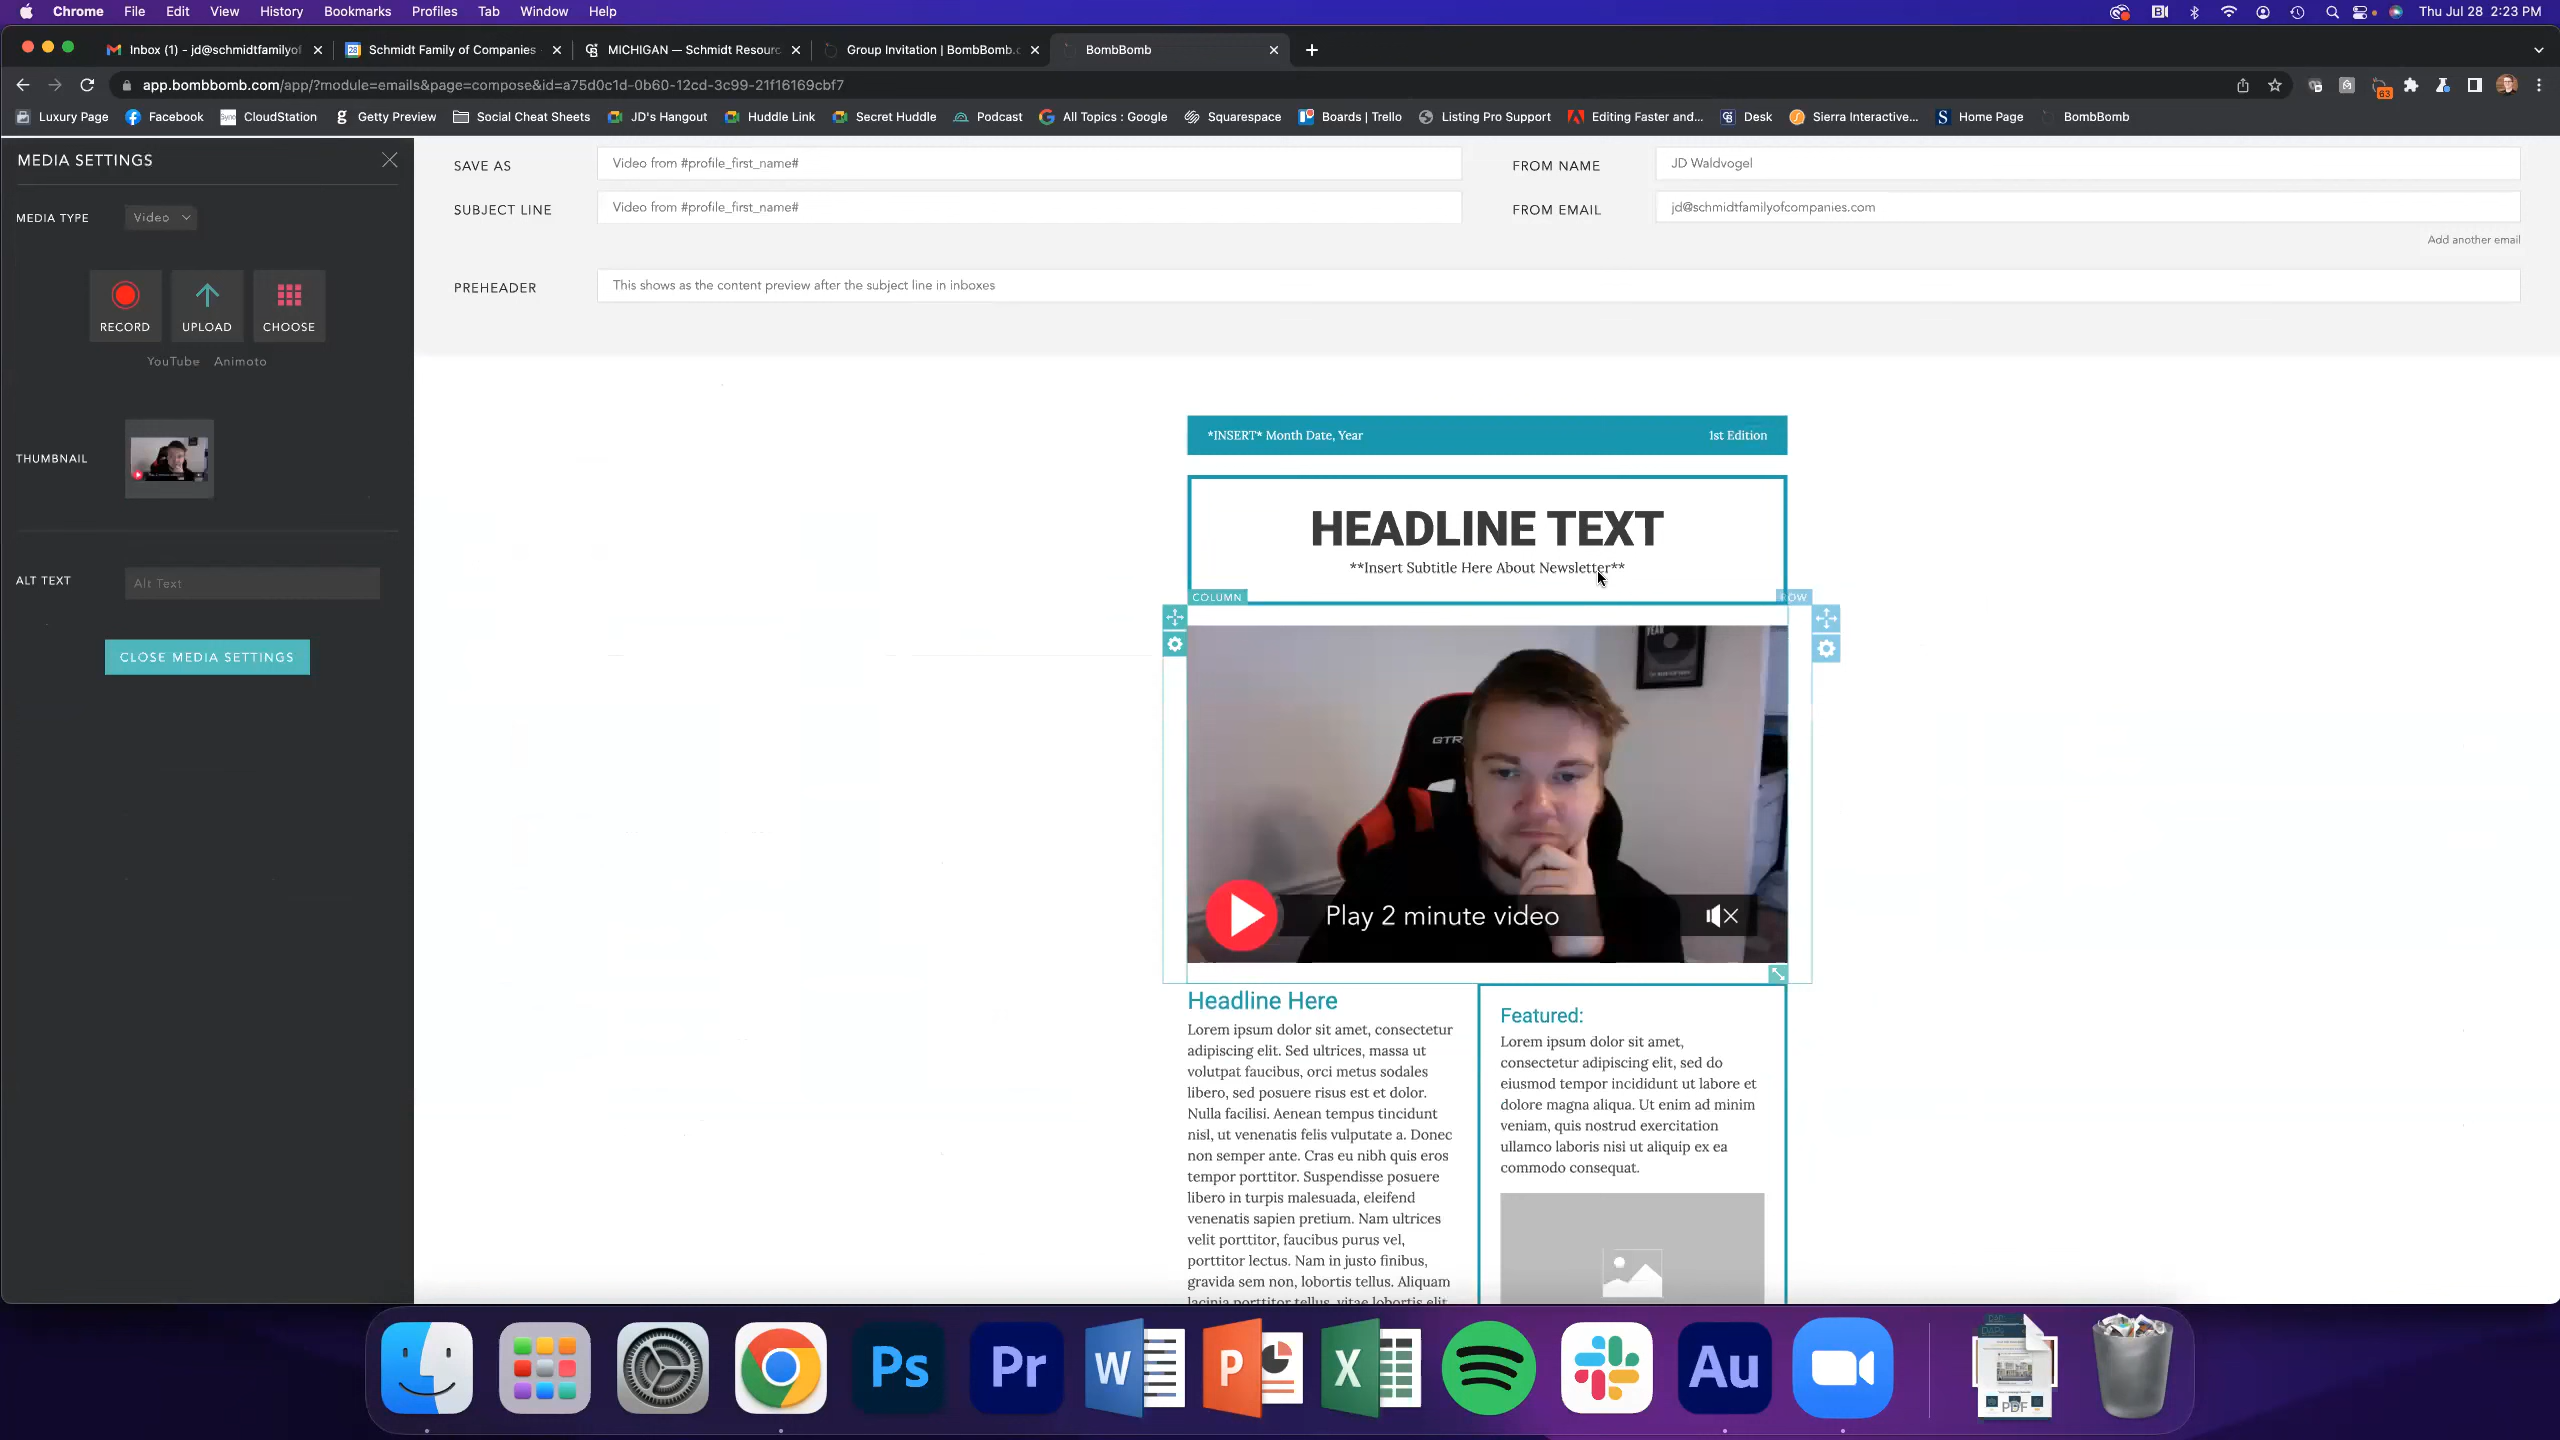 Chrome File Edit View History Bookmarks Profiles Tab Window Help Thu Jul 28 2:23 PM
Inbox (1) - jd@schmidtfamilyof Schmidt Family of Companies MICHIGAN — Schmidt Resourc Group Invitation | BombBomb.c BombBomb
app.bombbomb.com/app/?module=emails&page=compose&id=a75d0c1d-0b60-12cd-3c99-21f16169cbf7
63
Luxury Page Facebook CloudStation Getty Preview Social Cheat Sheets JD's Hangout Huddle Link Secret Huddle Podcast All Topics : Google Squarespace Boards | Trello Listing Pro Support Editing Faster and... Desk Sierra Interactive... Home Page BombBomb
MEDIA SETTINGS
MEDIA TYPE Video
RECORD UPLOAD CHOOSE
YouTube Animoto
THUMBNAIL
ALT TEXT Alt Text
CLOSE MEDIA SETTINGS
SAVE AS Video from #profile_first_name# FROM NAME JD Waldvogel
SUBJECT LINE Video from #profile_first_name# FROM EMAIL jd@schmidtfamilyofcompanies.com
Add another email
PREHEADER This shows as the content preview after the subject line in inboxes
*INSERT* Month Date, Year 1st Edition
HEADLINE TEXT
**Insert Subtitle Here About Newsletter**
COLUMN ROW
GTR
Play 2 minute video
Headline Here
Lorem ipsum dolor sit amet, consectetur
adipiscing elit. Sed ultrices, massa ut
volutpat faucibus, orci metus sodales
libero, sed posuere risus est et dolor.
Nulla facilisi. Aenean tempus tincidunt
nisl, ut venenatis felis vulputate a. Donec
non semper ante. Cras eu nibh quis eros
tempor porttitor. Suspendisse posuere
libero in turpis malesuada, eleifend
venenatis sapien pretium. Nam ultrices
velit porttitor, faucibus purus vel,
porttitor lectus. Nam in justo finibus,
gravida sem non, lobortis tellus. Aliquam
lacinia porttitor tellus, vitae lobortis elit
Featured:
Lorem ipsum dolor sit amet,
consectetur adipiscing elit, sed do
eiusmod tempor incididunt ut labore et
dolore magna aliqua. Ut enim ad minim
veniam, quis nostrud exercitation
ullamco laboris nisi ut aliquip ex ea
commodo consequat.
Ps Pr W P X Au PDF